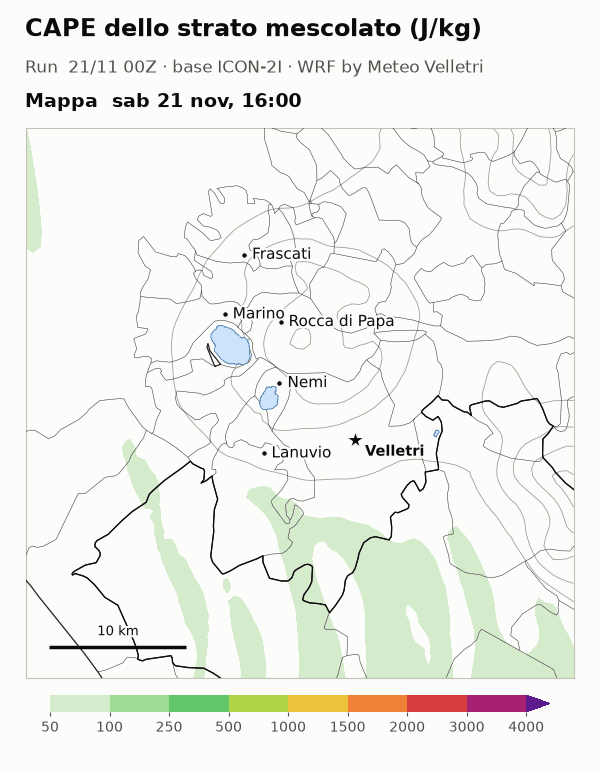 CAPE dello strato mescolato (J/kg)
Run  21/11 00Z · base ICON-2I · WRF by Meteo Velletri
Mappa  sab 21 nov, 16:00
Frascati
Marino
Rocca di Papa
Nemi
Velletri
Lanuvio
10 km
50 100 250 500 1000 1500 2000 3000 4000